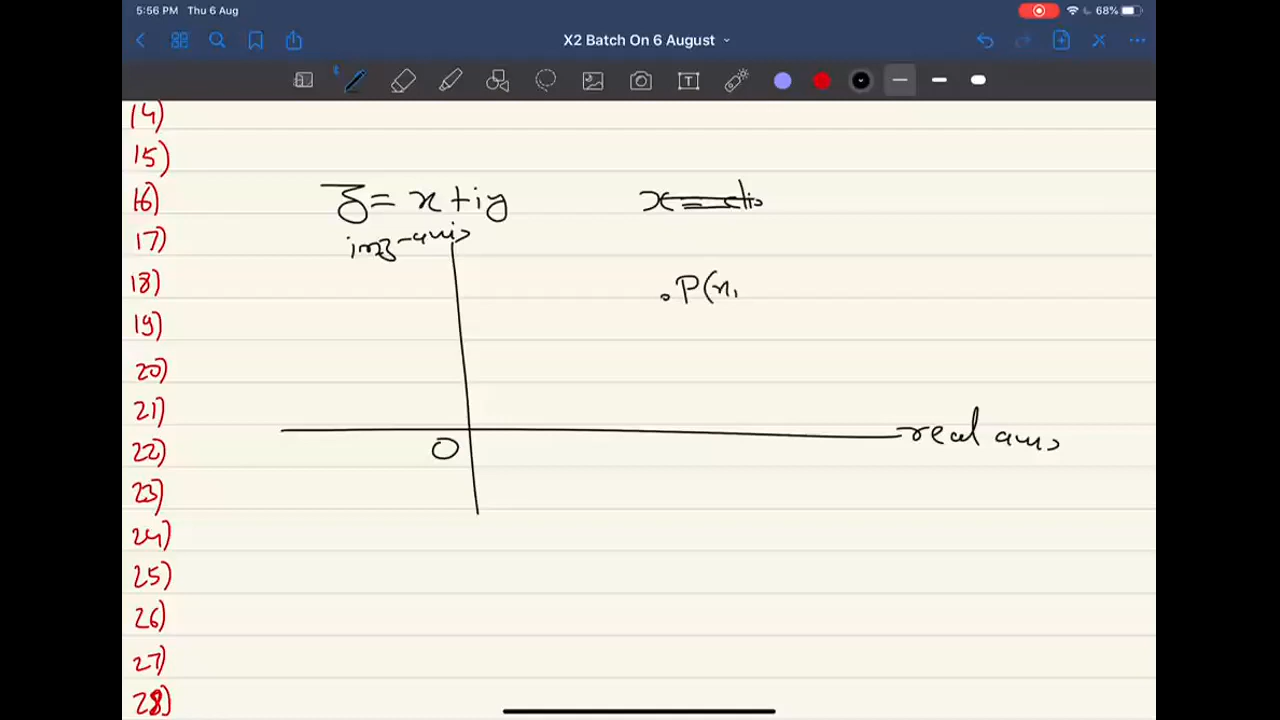 5:56 PM Thu 6 Aug
68%
X2 Batch On 6 August
T
14)
15)
16) z = x + iy
17) img-axis
18) P(x,
19)
20)
21) real axis
22) O
23)
24)
25)
26)
27)
28)